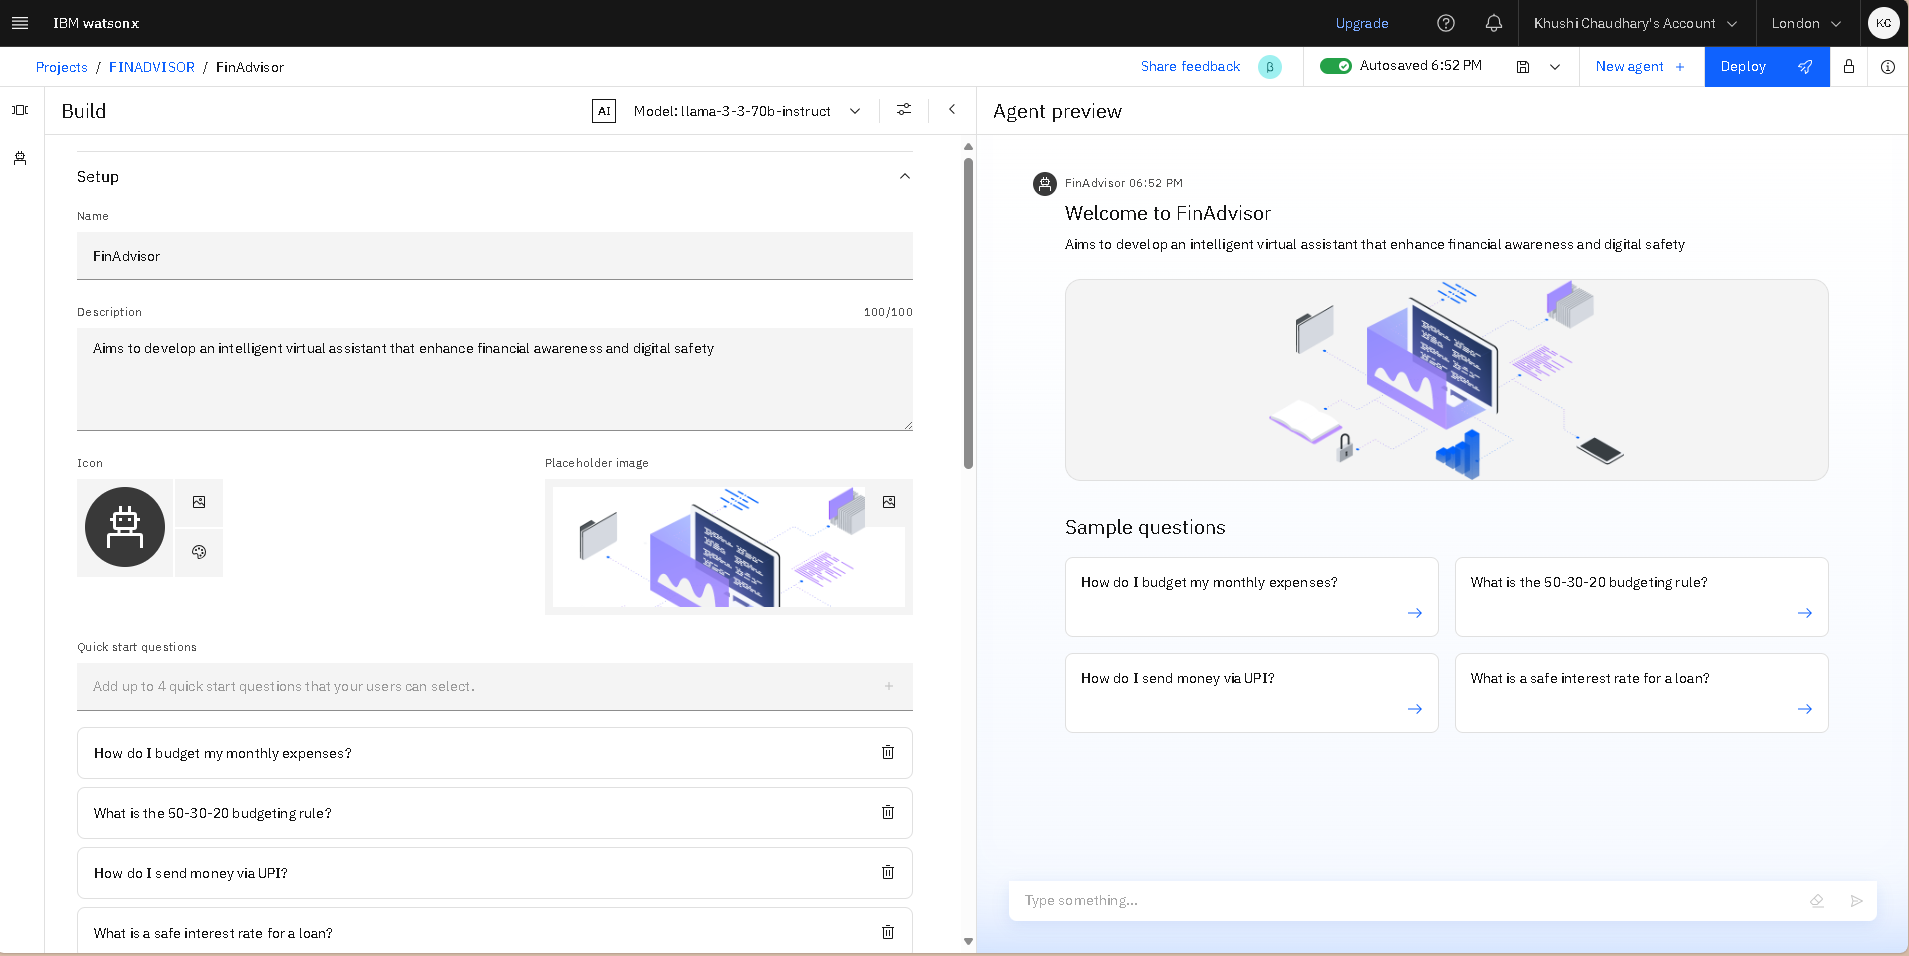 IBM watsonx
Upgrade
Khushi Chaudhary's Account
London
KC
Projects / FINADVISOR / FinAdvisor
Share feedback
β
Autosaved 6:52 PM
New agent +
Deploy
Build
AI
Model: llama-3-3-70b-instruct
Agent preview
Setup
Name
FinAdvisor
Description
100/100
Aims to develop an intelligent virtual assistant that enhance financial awareness and digital safety
Icon
Placeholder image
Quick start questions
Add up to 4 quick start questions that your users can select.
How do I budget my monthly expenses?
What is the 50-30-20 budgeting rule?
How do I send money via UPI?
What is a safe interest rate for a loan?
FinAdvisor 06:52 PM
Welcome to FinAdvisor
Aims to develop an intelligent virtual assistant that enhance financial awareness and digital safety
Sample questions
How do I budget my monthly expenses?
What is the 50-30-20 budgeting rule?
How do I send money via UPI?
What is a safe interest rate for a loan?
Type something...